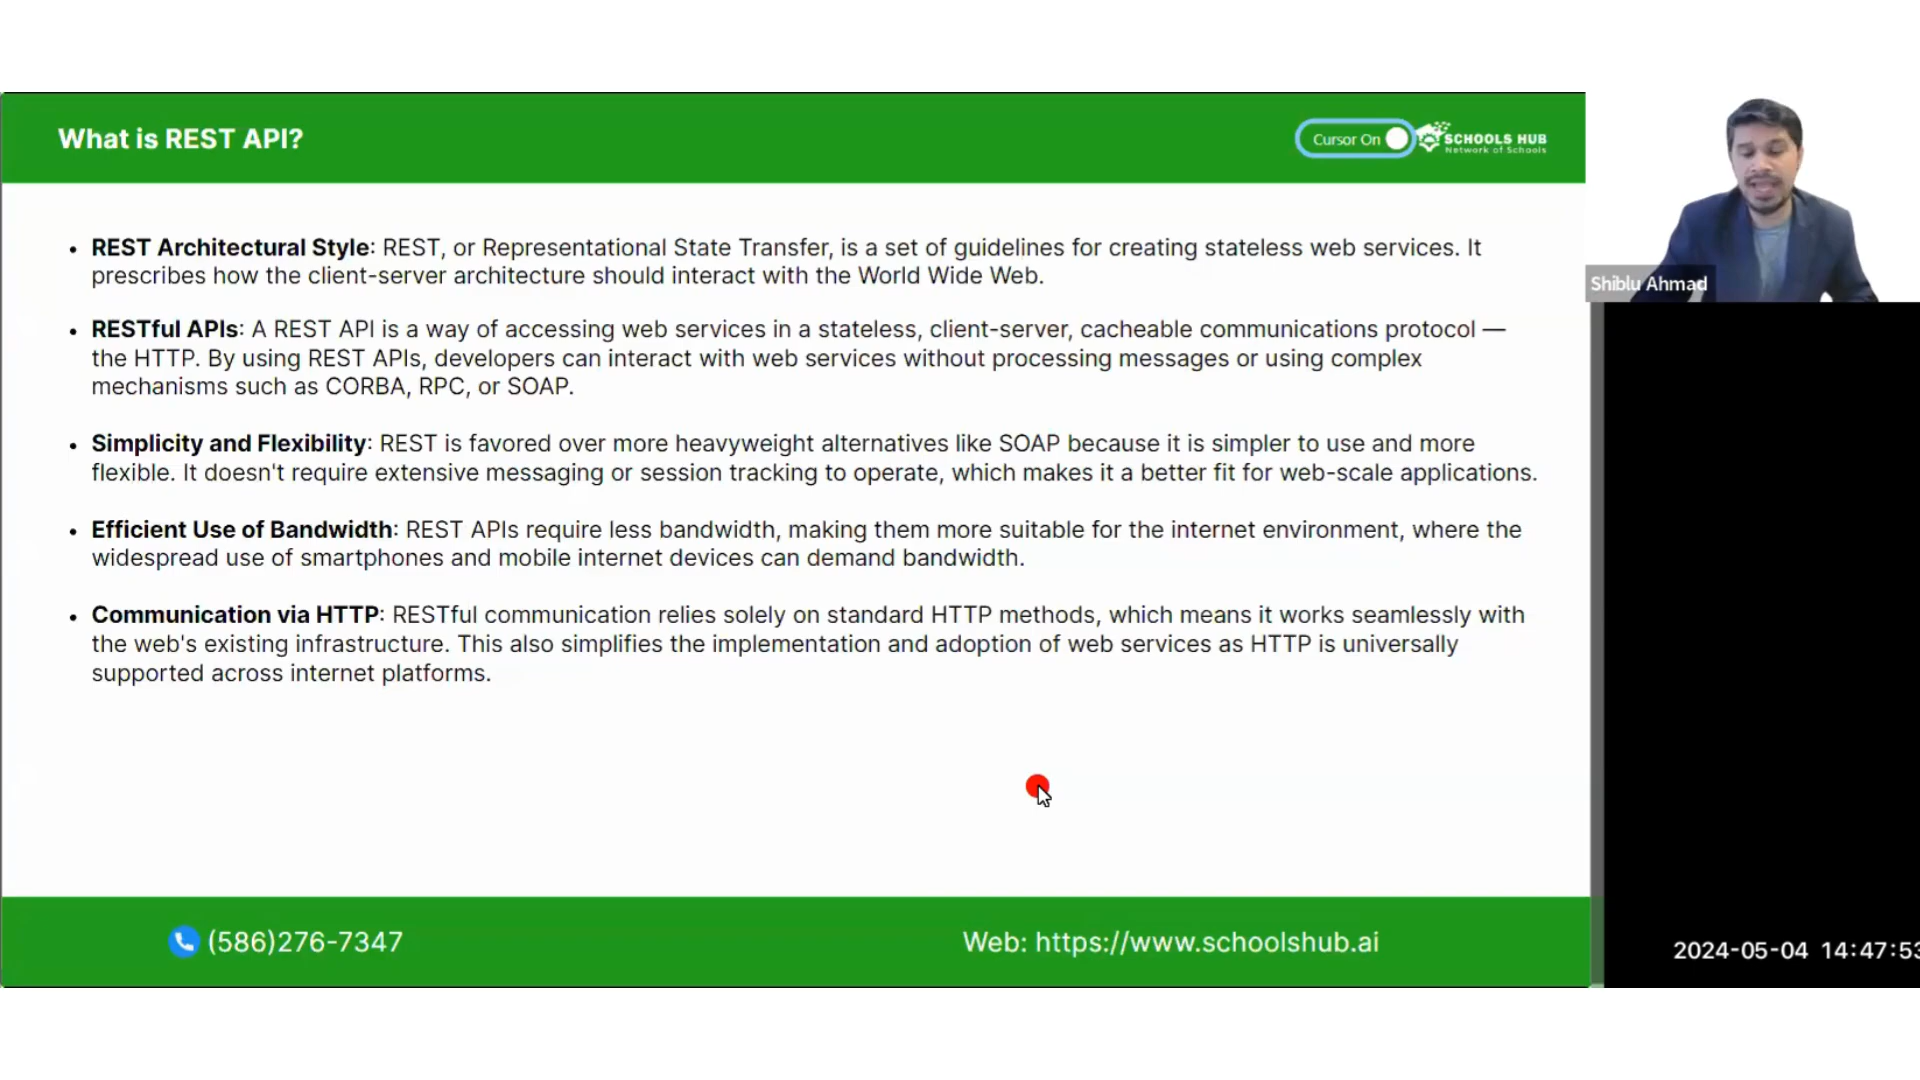 What is REST API?
Cursor On
SCHOOLS HUB
Network of Schools
• REST Architectural Style: REST, or Representational State Transfer, is a set of guidelines for creating stateless web services. It
prescribes how the client-server architecture should interact with the World Wide Web.
• RESTful APIs: A REST API is a way of accessing web services in a stateless, client-server, cacheable communications protocol —
the HTTP. By using REST APIs, developers can interact with web services without processing messages or using complex
mechanisms such as CORBA, RPC, or SOAP.
• Simplicity and Flexibility: REST is favored over more heavyweight alternatives like SOAP because it is simpler to use and more
flexible. It doesn't require extensive messaging or session tracking to operate, which makes it a better fit for web-scale applications.
• Efficient Use of Bandwidth: REST APIs require less bandwidth, making them more suitable for the internet environment, where the
widespread use of smartphones and mobile internet devices can demand bandwidth.
• Communication via HTTP: RESTful communication relies solely on standard HTTP methods, which means it works seamlessly with
the web's existing infrastructure. This also simplifies the implementation and adoption of web services as HTTP is universally
supported across internet platforms.
(586)276-7347
Web: https://www.schoolshub.ai
Shiblu Ahmad
2024-05-04 14:47:53